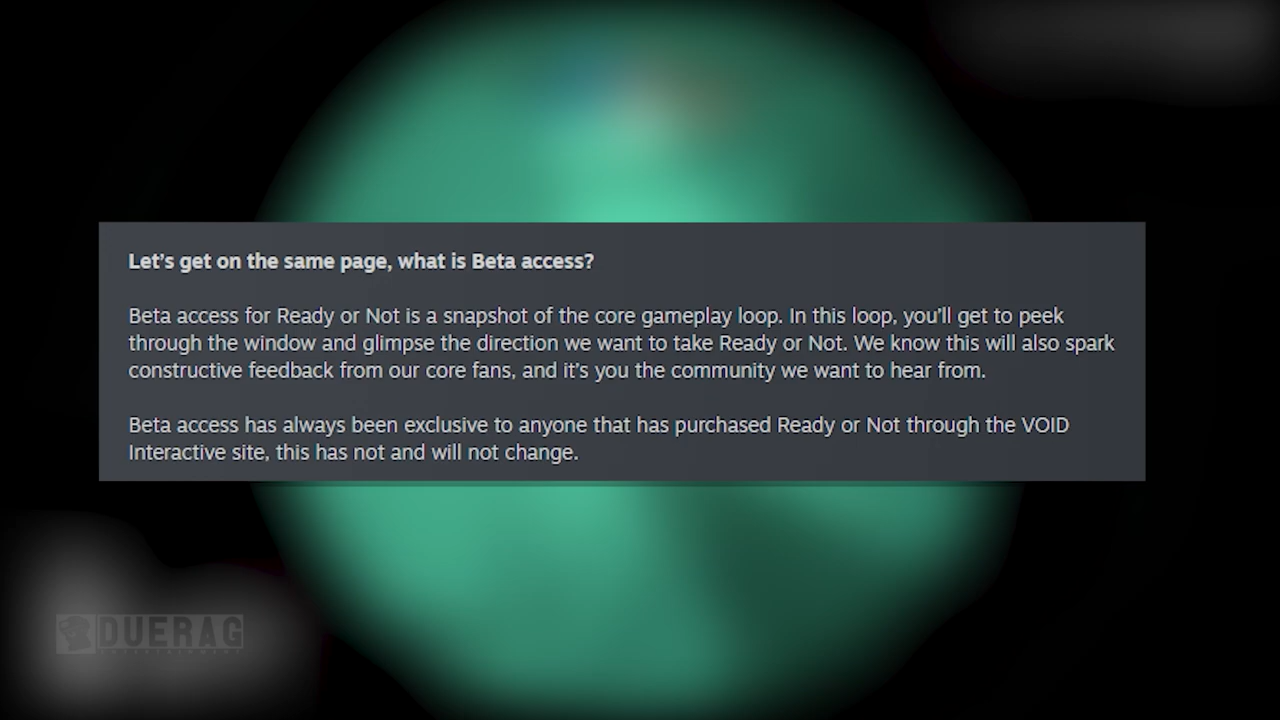 Let's get on the same page, what is Beta access?
Beta access for Ready or Not is a snapshot of the core gameplay loop. In this loop, you'll get to peek
through the window and glimpse the direction we want to take Ready or Not. We know this will also spark
constructive feedback from our core fans, and it's you the community we want to hear from.
Beta access has always been exclusive to anyone that has purchased Ready or Not through the VOID
Interactive site, this has not and will not change.
DUERAG
ENTERTAINMENT